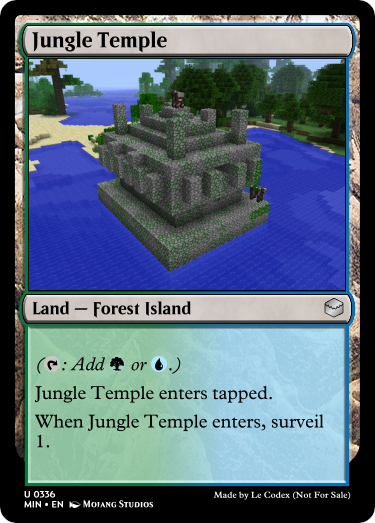 Jungle Temple
Land — Forest Island
(: Add or .)
Jungle Temple enters tapped.
When Jungle Temple enters, surveil
1.
U 0336
MIN • EN Mojang Studios
Made by Le Codex (Not For Sale)